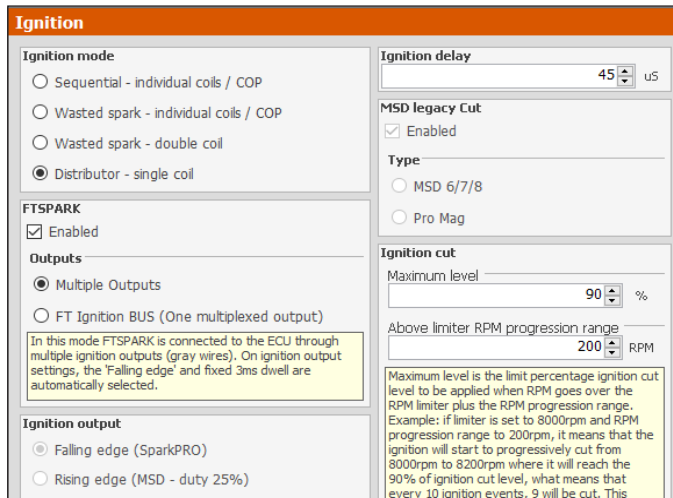 Ignition
Ignition mode
Sequential - individual coils / COP
Wasted spark - individual coils / COP
Wasted spark - double coil
Distributor - single coil
FTSPARK
Enabled
Outputs
Multiple Outputs
FT Ignition BUS (One multiplexed output)
In this mode FTSPARK is connected to the ECU through
multiple ignition outputs (gray wires). On ignition output
settings, the 'Falling edge' and fixed 3ms dwell are
automatically selected.
Ignition output
Falling edge (SparkPRO)
Rising edge (MSD - duty 25%)
Ignition delay
45 uS
MSD legacy Cut
Enabled
Type
MSD 6/7/8
Pro Mag
Ignition cut
Maximum level
90 %
Above limiter RPM progression range
200 RPM
Maximum level is the limit percentage ignition cut
level to be applied when RPM goes over the
RPM limiter plus the RPM progression range.
Example: if limiter is set to 8000rpm and RPM
progression range to 200rpm, it means that the
ignition will start to progressively cut from
8000rpm to 8200rpm where it will reach the
90% of ignition cut level, what means that
every 10 ignition events, 9 will be cut. This